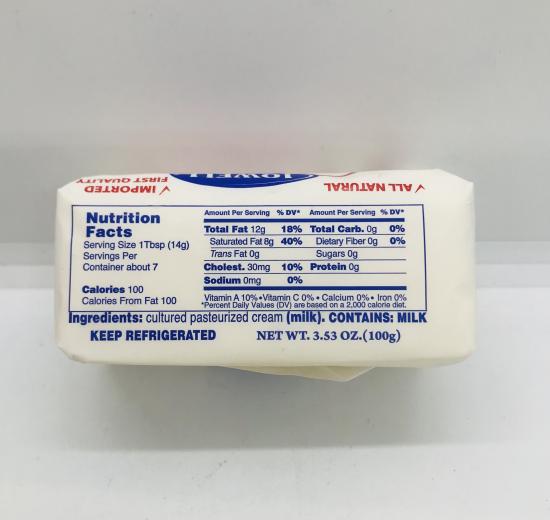 ✓ IMPORTED
FIRST QUALITY
✓ ALL NATURAL
Nutrition
Facts
Serving Size 1Tbsp (14g)
Servings Per
Container about 7
Calories 100
Calories From Fat 100
Amount Per Serving % DV*
Total Fat 12g 18%
Saturated Fat 8g 40%
Trans Fat 0g
Cholest. 30mg 10%
Sodium 0mg 0%
Amount Per Serving % DV*
Total Carb. 0g 0%
Dietary Fiber 0g 0%
Sugars 0g
Protein 0g
Vitamin A 10% • Vitamin C 0% • Calcium 0% • Iron 0%
*Percent Daily Values (DV) are based on a 2,000 calorie diet.
Ingredients: cultured pasteurized cream (milk). CONTAINS: MILK
KEEP REFRIGERATED NET WT. 3.53 OZ.(100g)